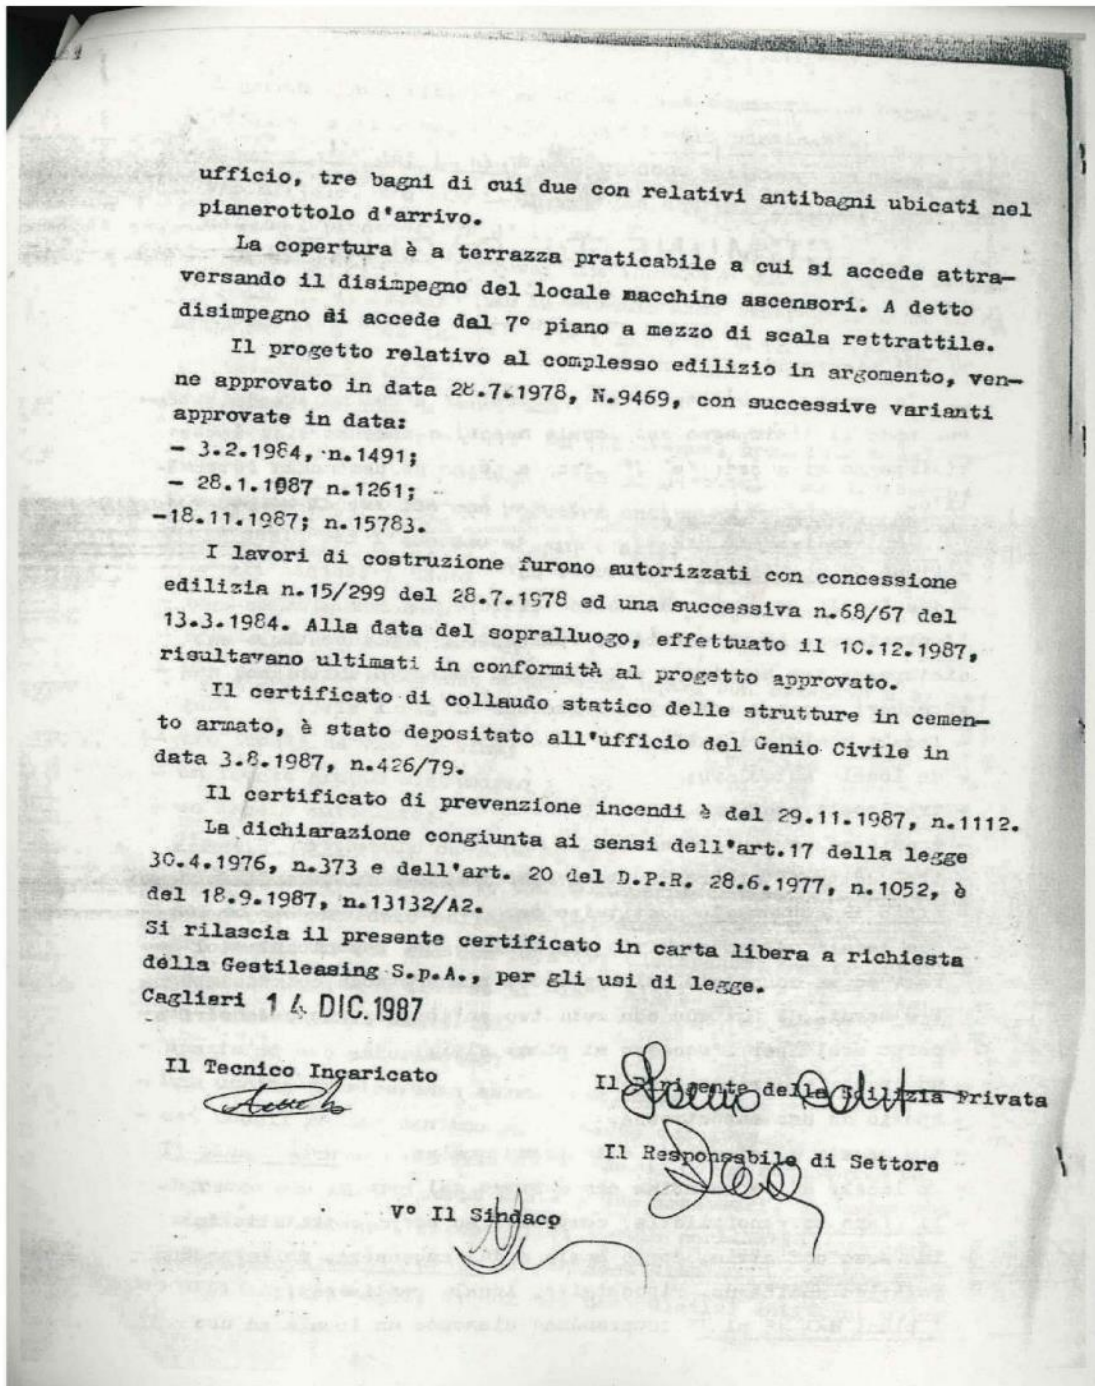 ufficio, tre bagni di cui due con relativi antibagni ubicati nel
pianerottolo d'arrivo.
La copertura è a terrazza praticabile a cui si accede attra-
versando il disimpegno del locale macchine ascensori. A detto
disimpegno si accede dal 7° piano a mezzo di scala rettrattile.
Il progetto relativo al complesso edilizio in argomento, ven-
ne approvato in data 28.7.1978, N.9469, con successive varianti
approvate in data:
- 3.2.1984, n.1491;
- 28.1.1987 n.1261;
-18.11.1987; n.15783.
I lavori di costruzione furono autorizzati con concessione
edilizia n.15/299 del 28.7.1978 ed una successiva n.68/67 del
13.3.1984. Alla data del sopralluogo, effettuato il 10.12.1987,
risultavano ultimati in conformità al progetto approvato.
Il certificato di collaudo statico delle strutture in cemen-
to armato, è stato depositato all'ufficio del Genio Civile in
data 3.8.1987, n.426/79.
Il certificato di prevenzione incendi è del 29.11.1987, n.1112.
La dichiarazione congiunta ai sensi dell'art.17 della legge
30.4.1976, n.373 e dell'art. 20 del D.P.R. 28.6.1977, n.1052, è
del 18.9.1987, n.13132/A2.
Si rilascia il presente certificato in carta libera a richiesta
della Gestileasing S.p.A., per gli usi di legge.
Cagliari 14 DIC.1987
Il Tecnico Incaricato
Il Dirigente della Edilizia Privata
Il Responsabile di Settore
V° Il Sindaco